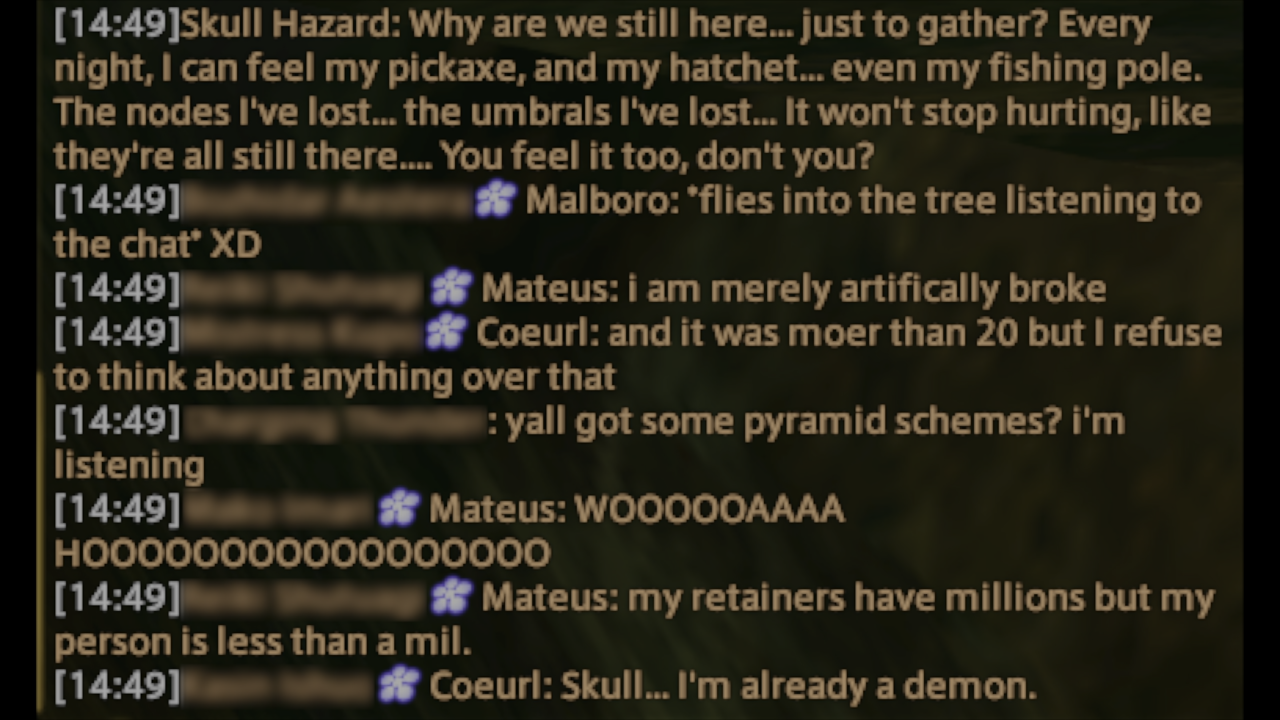 [14:49]Skull Hazard: Why are we still here... just to gather? Every
night, I can feel my pickaxe, and my hatchet... even my fishing pole.
The nodes I've lost... the umbrals I've lost... It won't stop hurting, like
they're all still there.... You feel it too, don't you?
[14:49] Malboro: *flies into the tree listening to
the chat* XD
[14:49] Mateus: i am merely artifically broke
[14:49] Coeurl: and it was moer than 20 but I refuse
to think about anything over that
[14:49] : yall got some pyramid schemes? i'm
listening
[14:49] Mateus: WOOOOOAAAA
HOOOOOOOOOOOOOOOOOO
[14:49] Mateus: my retainers have millions but my
person is less than a mil.
[14:49] Coeurl: Skull... I'm already a demon.